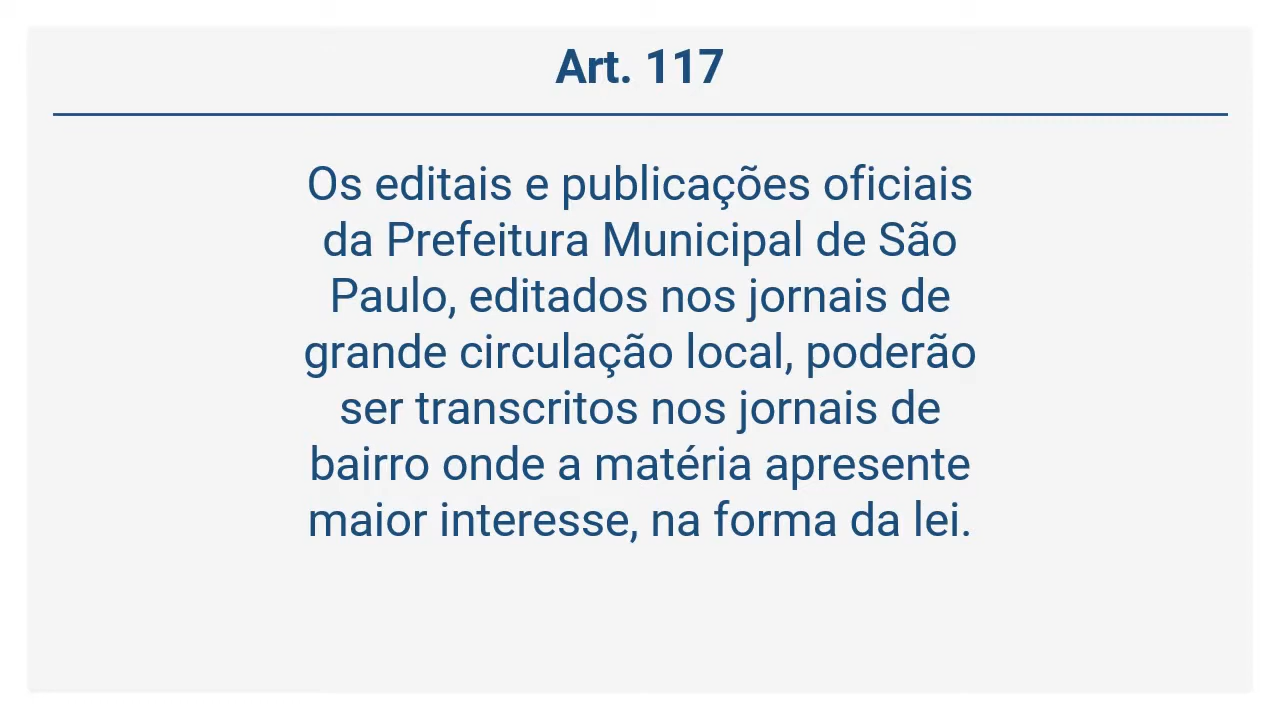 Art. 117
Os editais e publicações oficiais
da Prefeitura Municipal de São
Paulo, editados nos jornais de
grande circulação local, poderão
ser transcritos nos jornais de
bairro onde a matéria apresente
maior interesse, na forma da lei.